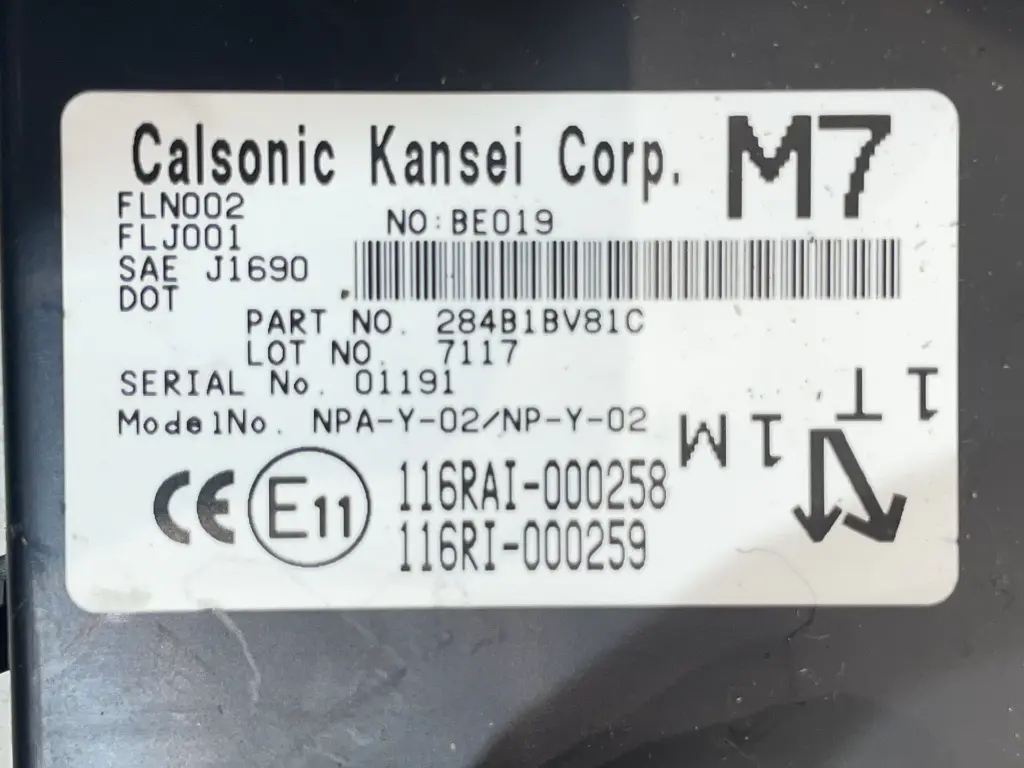 Calsonic Kansei Corp. M7
FLN002
NO:BE019
FLJ001
SAE J1690
DOT
PART NO. 284B1BV81C
LOT NO. 7117
SERIAL No. 01191
ModelNo. NPA-Y-02/NP-Y-02
CE E11 116RAI-000258
116RI-000259